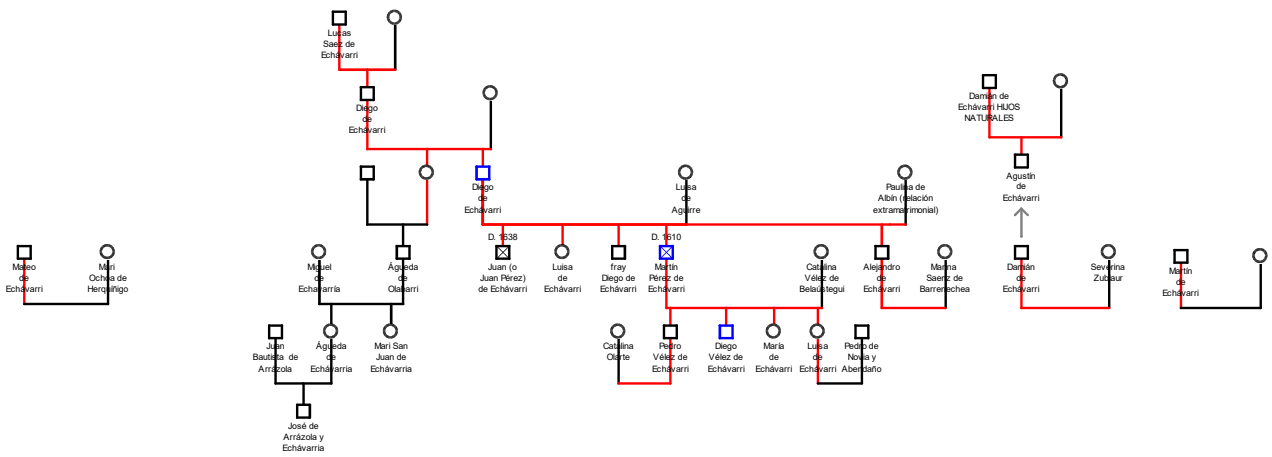 Lucas
Saez de
Echávarri
Diego
de
Echávarri
Damián de
Echávarri HIJOS
NATURALES
Agustín
de
Echávarri
Diego
de
Echávarri
Luisa
de
Aguirre
Paulina de
Albín (relación
extramarrimonial)
D. 1638
D. 1610
Mateo
de
Echávarri
Mari
Ochoa de
Herquiñigo
Miguel
de
Echararría
Águeda
de
Olabarri
Juan (o
Juan Pérez)
de Echávarri
Luisa
de
Echávarri
fray
Diego de
Echávarri
Martín
Pérez de
Echávarri
Catalina
Vélez de
Belaústegui
Alejandro
de
Echávarri
Marina
Saenz de
Barrenechea
Damián
de
Echávarri
Severina
Zubiaur
Martín
de
Echávarri
Juan
Bautista de
Arrázola
Águeda
de
Echávarria
Mari San
Juan de
Echávarria
Catalina
Olarte
Pedro
Vélez de
Echávarri
Diego
Vélez de
Echávarri
María
de
Echávarri
Luisa
de
Echávarri
Pedro de
Novia y
Abendaño
José de
Arrázola y
Echávarria